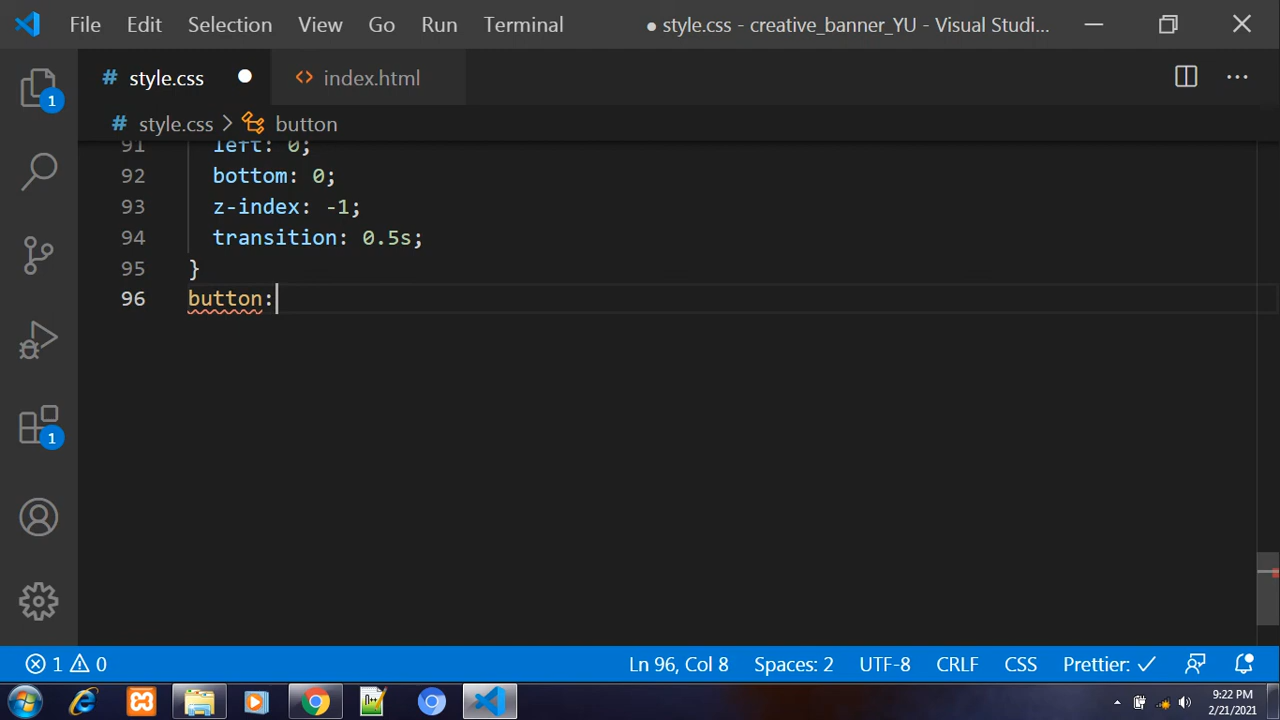 File Edit Selection View Go Run Terminal ● style.css - creative_banner_YU - Visual Studi...
# style.css ● <> index.html ...
# style.css > button
91 left: 0;
92 bottom: 0;
93 z-index: -1;
94 transition: 0.5s;
95 }
96 button:
1
1
1 0 Ln 96, Col 8 Spaces: 2 UTF-8 CRLF CSS Prettier: ✓
9:22 PM
2/21/2021